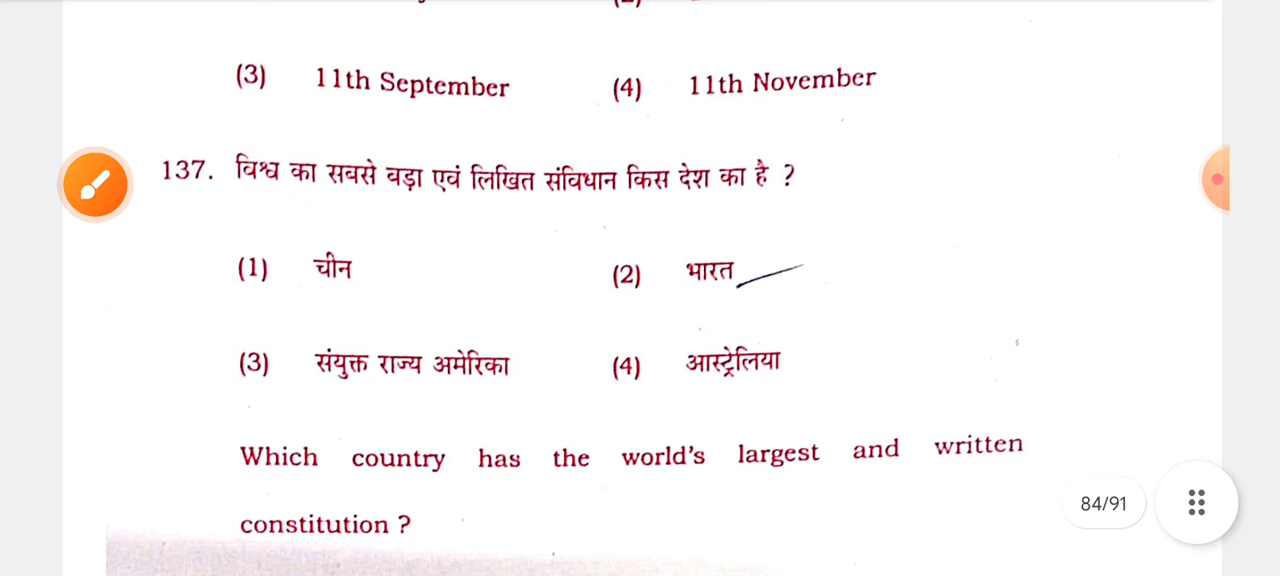 (3) 11th September (4) 11th November
137. विश्व का सबसे बड़ा एवं लिखित संविधान किस देश का है ?
(1) चीन (2) भारत
(3) संयुक्त राज्य अमेरिका (4) आस्ट्रेलिया
Which country has the world's largest and written
constitution ?
84/91